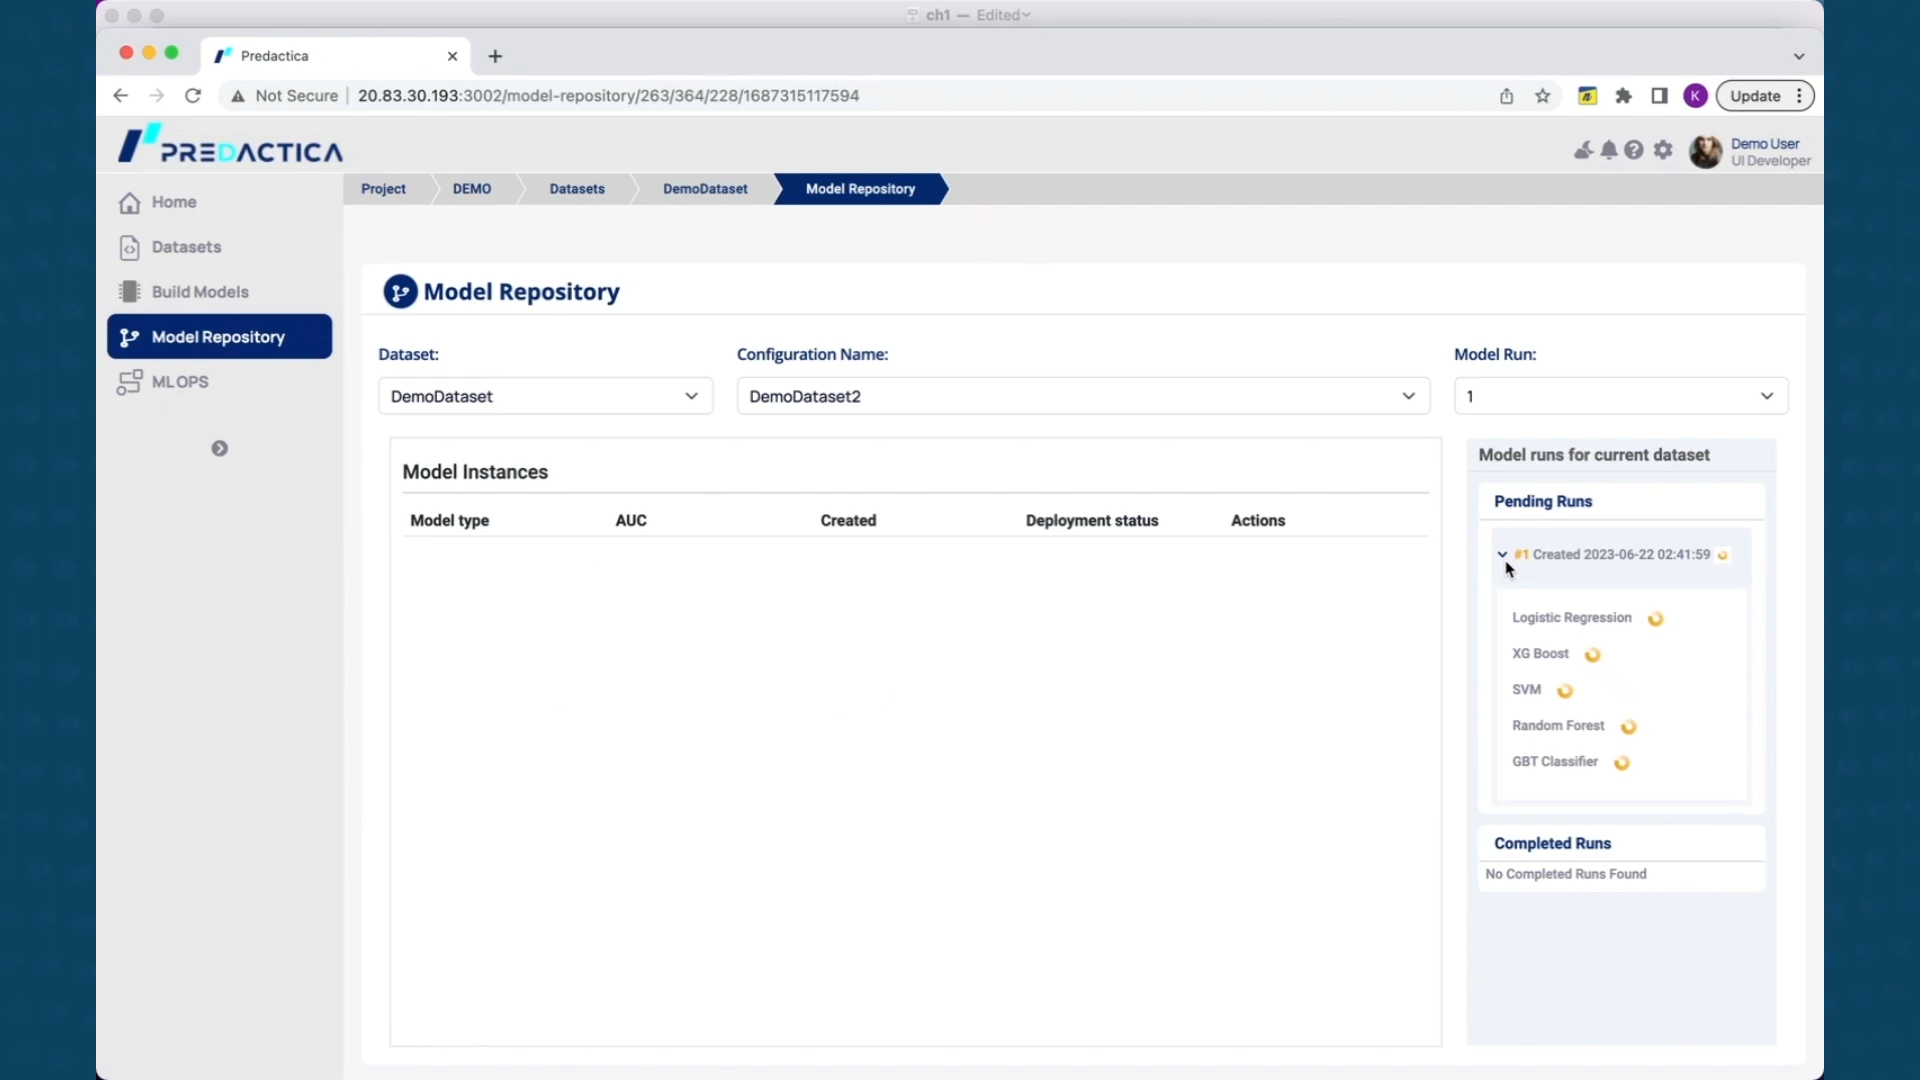 ch1 — Edited
Predactica
Not Secure
20.83.30.193:3002/model-repository/263/364/228/1687315117594
K
Update
PREDACTICA
Demo User
UI Developer
Project
DEMO
Datasets
DemoDataset
Model Repository
Home
Datasets
Build Models
Model Repository
MLOPS
Model Repository
Dataset:
Configuration Name:
Model Run:
DemoDataset
DemoDataset2
1
Model Instances
Model type
AUC
Created
Deployment status
Actions
Model runs for current dataset
Pending Runs
#1 Created 2023-06-22 02:41:59
Logistic Regression
XG Boost
SVM
Random Forest
GBT Classifier
Completed Runs
No Completed Runs Found